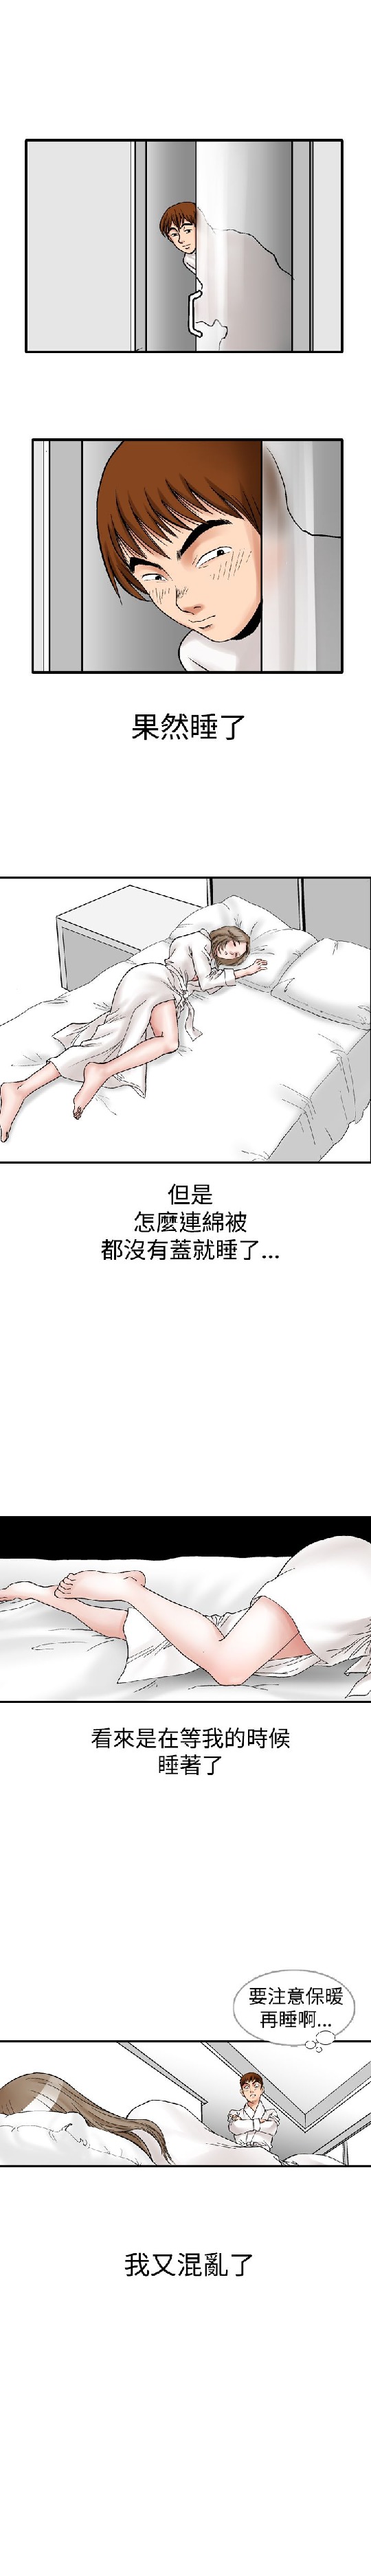 果然睡了
但是
怎麼連綿被
都沒有蓋就睡了...
看來是在等我的時候
睡著了
要注意保暖
再睡啊...
我又混亂了